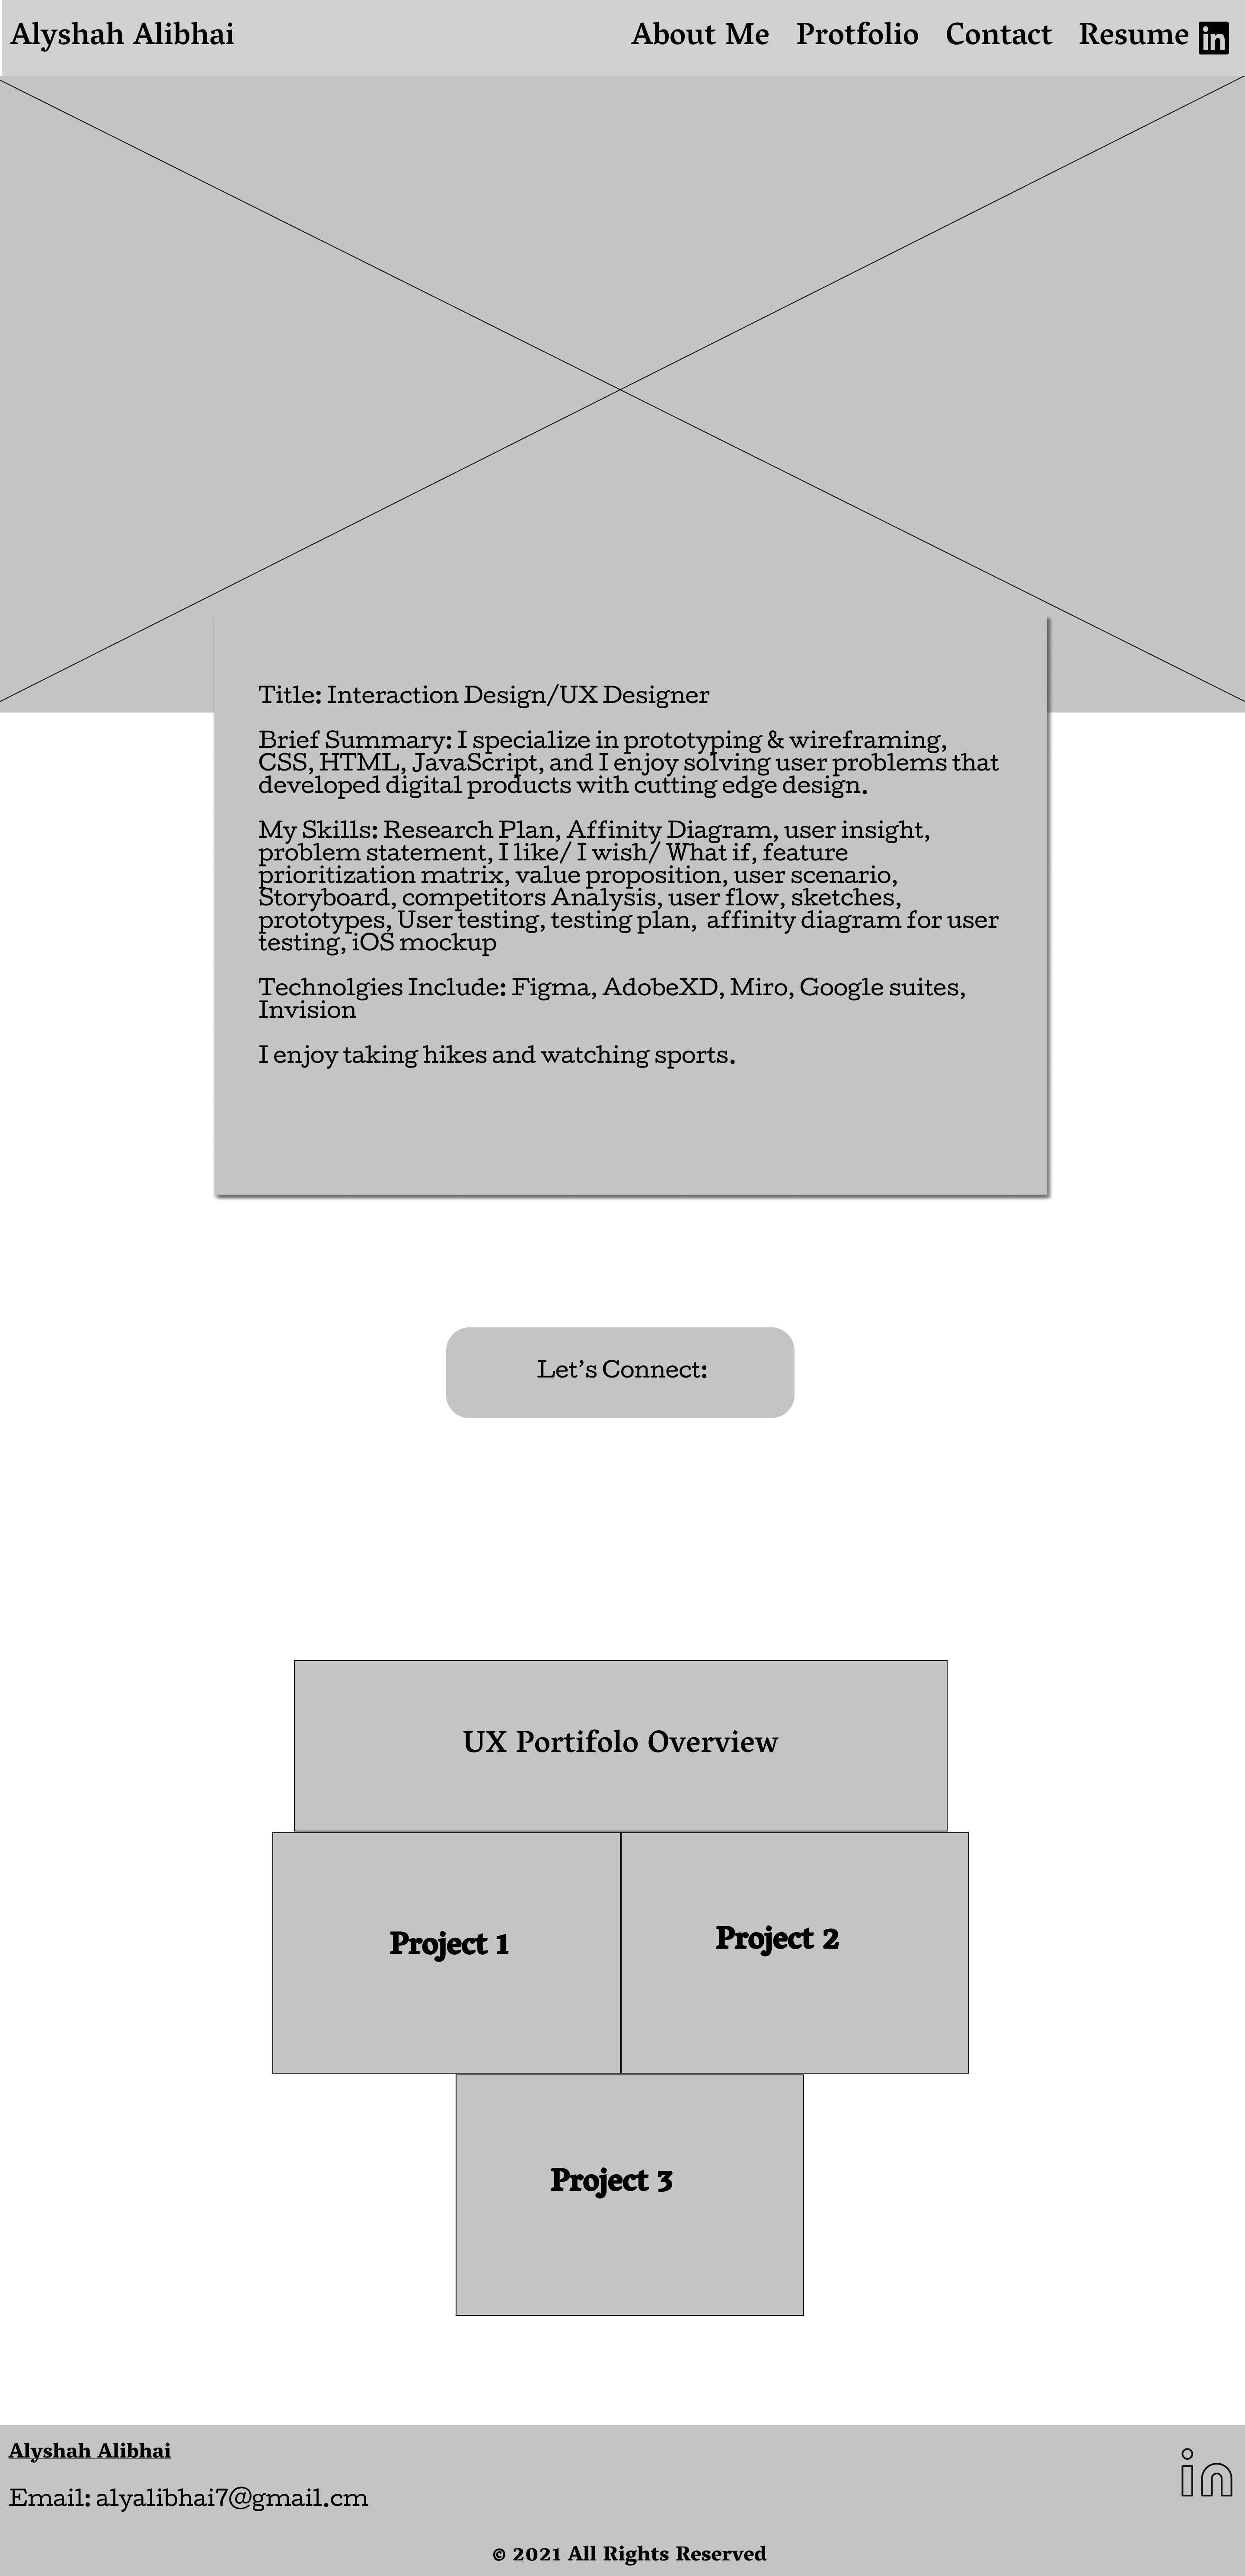 Alyshah Alibhai
About Me Protfolio Contact Resume in
Title: Interaction Design/UX Designer
Brief Summary: I specialize in prototyping & wireframing,
CSS, HTML, JavaScript, and I enjoy solving user problems that
developed digital products with cutting edge design.
My Skills: Research Plan, Affinity Diagram, user insight,
problem statement, I like/ I wish/ What if, feature
prioritization matrix, value proposition, user scenario,
Storyboard, competitors Analysis, user flow, sketches,
prototypes, User testing, testing plan, affinity diagram for user
testing, iOS mockup
Technolgies Include: Figma, AdobeXD, Miro, Google suites,
Invision
I enjoy taking hikes and watching sports.
Let's Connect:
UX Portifolo Overview
Project 1
Project 2
Project 3
Alyshah Alibhai
in
Email: alyalibhai7@gmail.cm
© 2021 All Rights Reserved